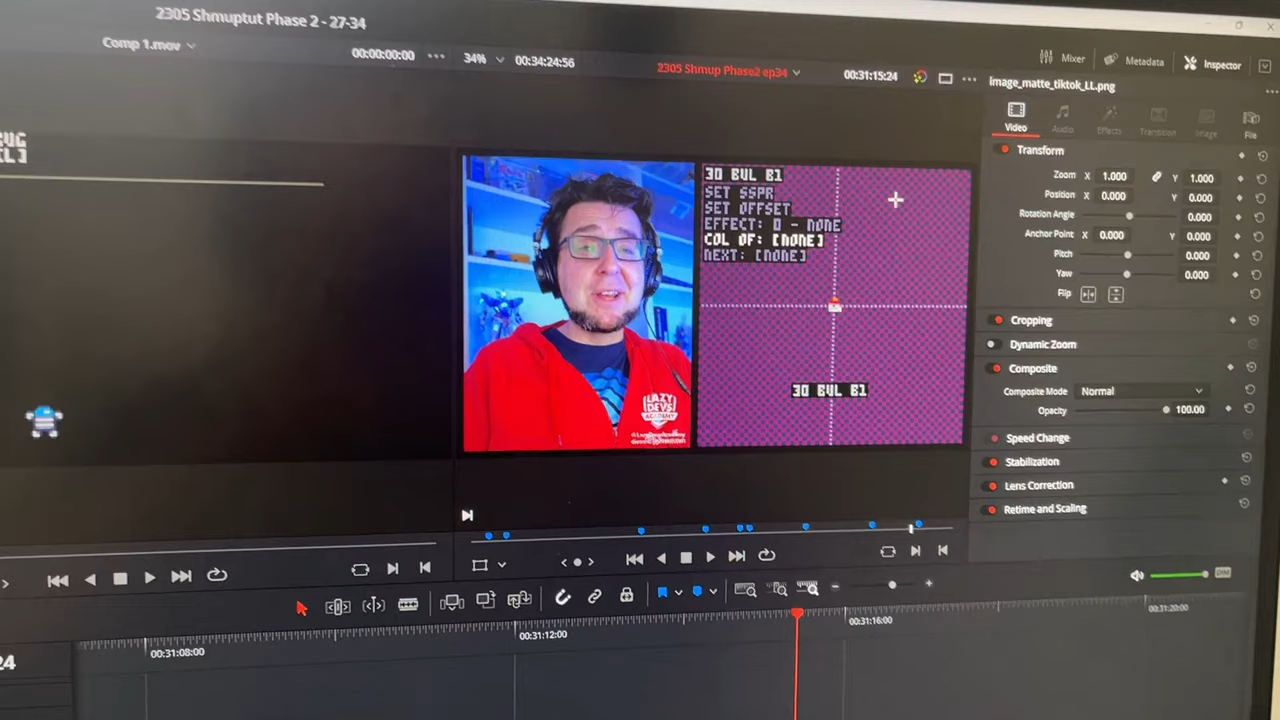 2305 Shmuptut Phase 2 - 27-34
Comp 1.mov
00:00:00:00
34%
00:34:24:56
2305 Shmup Phase2 ep34
00:31:15:24
Mixer
Metadata
Inspector
image_matte_tiktok_LL.png
Video
Audio
Effects
Transition
Image
File
Transform
Zoom X 1.000 Y 1.000
Position X 0.000 Y 0.000
Rotation Angle 0.000
Anchor Point X 0.000 Y 0.000
Pitch 0.000
Yaw 0.000
Flip
Cropping
Dynamic Zoom
Composite
Composite Mode Normal
Opacity 100.00
Speed Change
Stabilization
Lens Correction
Retime and Scaling
30 BUL B1
SET SSPR
SET OFFSET
EFFECT: 0 - NONE
COL OF: [NONE]
NEXT: [NONE]
30 BUL B1
LAZY
DEVS
ACADEMY
DIM
24
00:31:08:00
00:31:12:00
00:31:16:00
00:31:20:00